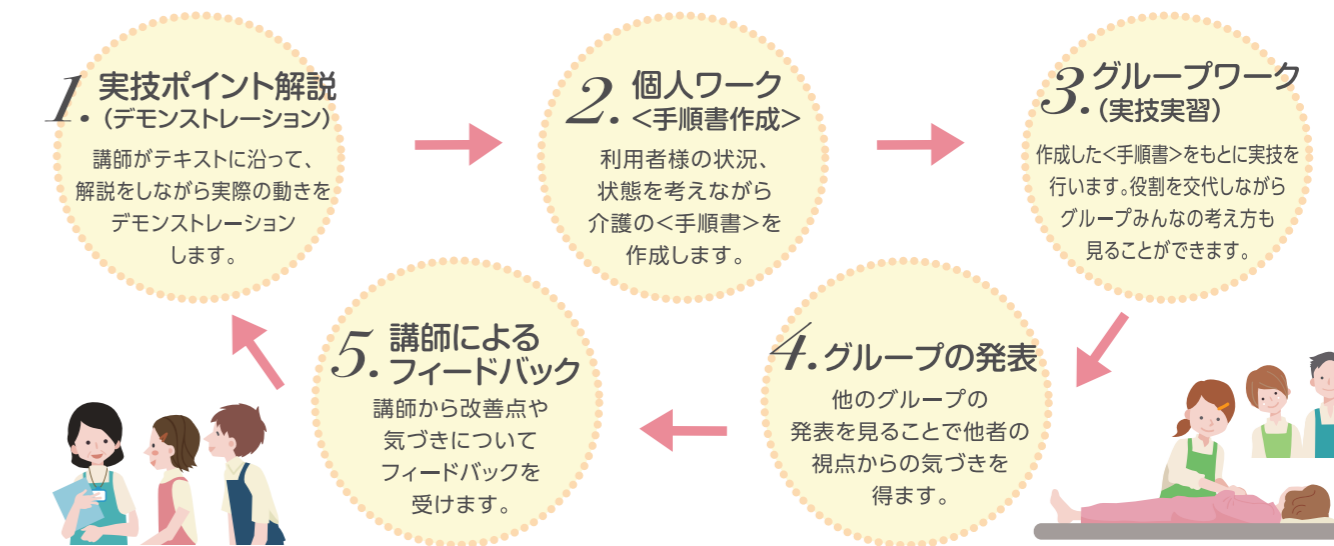 1. 実技ポイント解説
(デモンストレーション)
講師がテキストに沿って、
解説をしながら実際の動きを
デモンストレーション
します。
2. 個人ワーク
<手順書作成>
利用者様の状況、
状態を考えながら
介護の<手順書>を
作成します。
3. グループワーク
(実技実習)
作成した<手順書>をもとに実技を
行います。役割を交代しながら
グループみんなの考え方も
見ることができます。
4. グループの発表
他のグループの
発表を見ることで他者の
視点からの気づきを
得ます。
5. 講師による
フィードバック
講師から改善点や
気づきについて
フィードバックを
受けます。